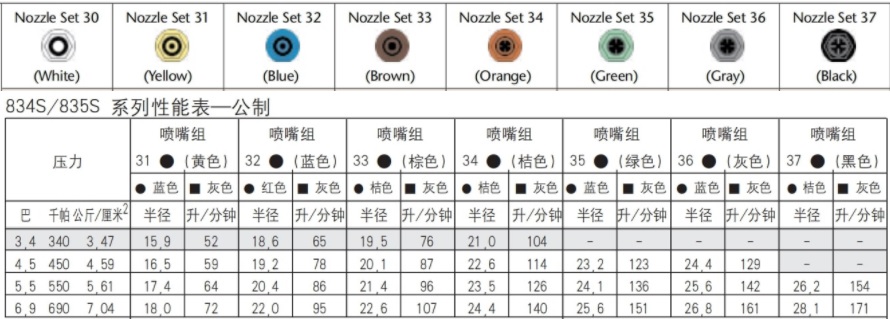 Nozzle Set 30 Nozzle Set 31 Nozzle Set 32 Nozzle Set 33 Nozzle Set 34 Nozzle Set 35 Nozzle Set 36 Nozzle Set 37
(White) (Yellow) (Blue) (Brown) (Orange) (Green) (Gray) (Black)
834S/835S 系列性能表—公制
压力 喷嘴组 喷嘴组 喷嘴组 喷嘴组 喷嘴组 喷嘴组 喷嘴组
31 ● (黄色) 32 ● (蓝色) 33 ● (棕色) 34 ● (桔色) 35 ● (绿色) 36 ● (灰色) 37 ● (黑色)
● 蓝色 ■ 灰色 ● 红色 ■ 灰色 ● 桔色 ■ 灰色 ● 桔色 ■ 灰色 ● 蓝色 ■ 灰色 ● 蓝色 ■ 灰色 ● 桔色 ■ 灰色
巴 千帕 公斤/厘米2 半径 升/分钟 半径 升/分钟 半径 升/分钟 半径 升/分钟 半径 升/分钟 半径 升/分钟 半径 升/分钟
3,4 340 3,47 15,9 52 18,6 65 19,5 76 21,0 104 - - - - - -
4,5 450 4,59 16,5 59 19,2 78 20,1 87 22,6 114 23,2 123 24,4 129 - -
5,5 550 5,61 17,4 64 20,4 86 21,4 96 23,5 126 24,1 136 25,6 142 26,2 154
6,9 690 7,04 18,0 72 22,0 95 22,6 107 24,4 140 25,6 151 26,8 161 28,1 171